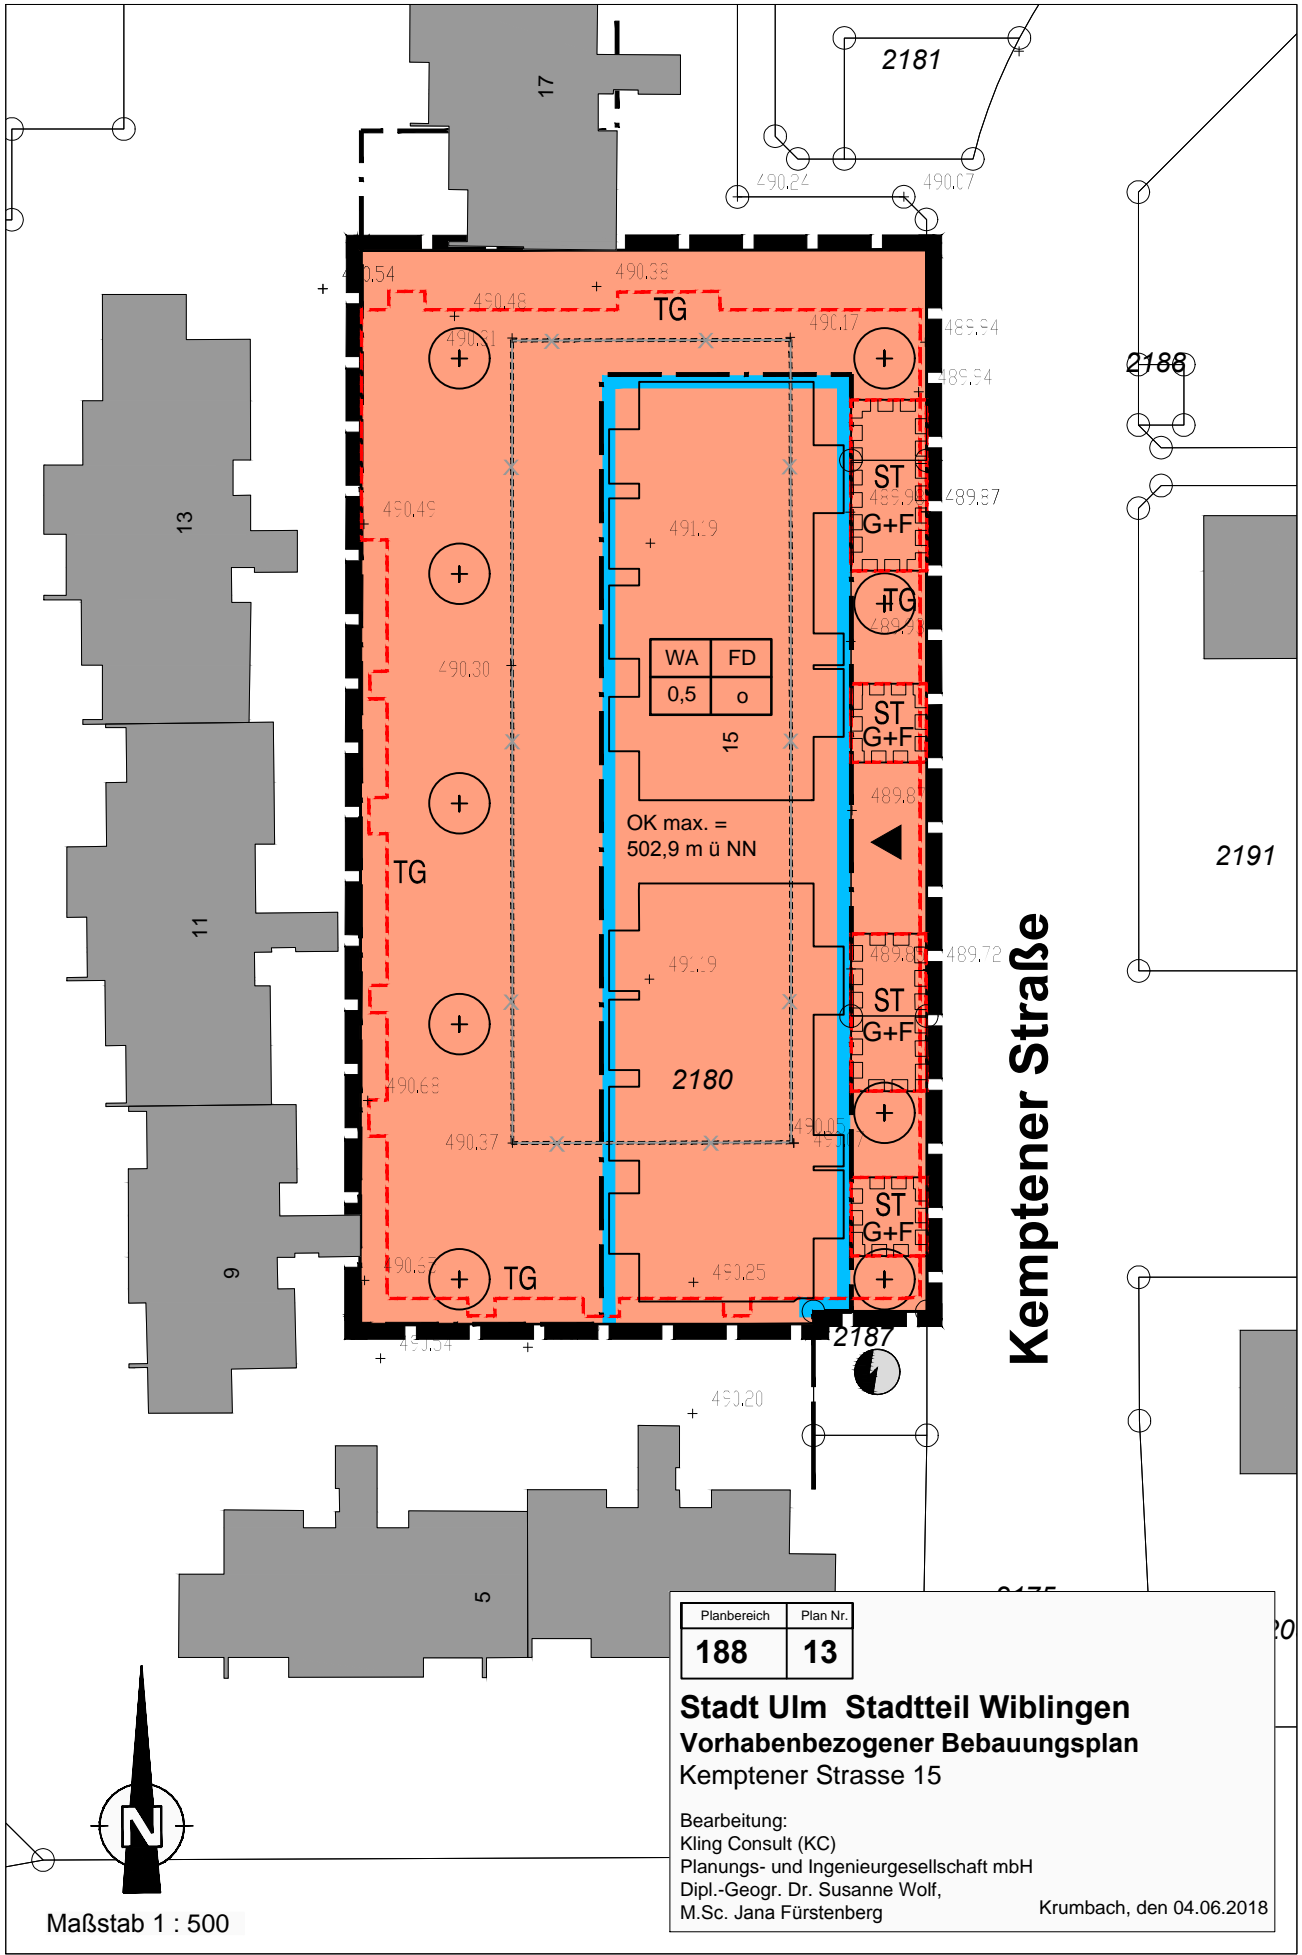 17
2181
490.24
490.07
490.38
490.48
TG
490.17
489.94
2188
489.94
ST
489.87
G+F
13
490.49
491.19
TG
490.30
WA FD
0,5 o
ST
G+F
15
OK max. =
502,9 m ü NN
TG
2191
11
491.19
489.72
ST
G+F
2180
Kemptener Straße
490.68
490.05
490.37
ST
G+F
9
TG
490.25
2187
490.20
5
Planbereich Plan Nr.
188 13
Stadt Ulm Stadtteil Wiblingen
Vorhabenbezogener Bebauungsplan
Kemptener Strasse 15
Bearbeitung:
Kling Consult (KC)
Planungs- und Ingenieurgesellschaft mbH
Dipl.-Geogr. Dr. Susanne Wolf,
M.Sc. Jana Fürstenberg
Krumbach, den 04.06.2018
N
Maßstab 1 : 500